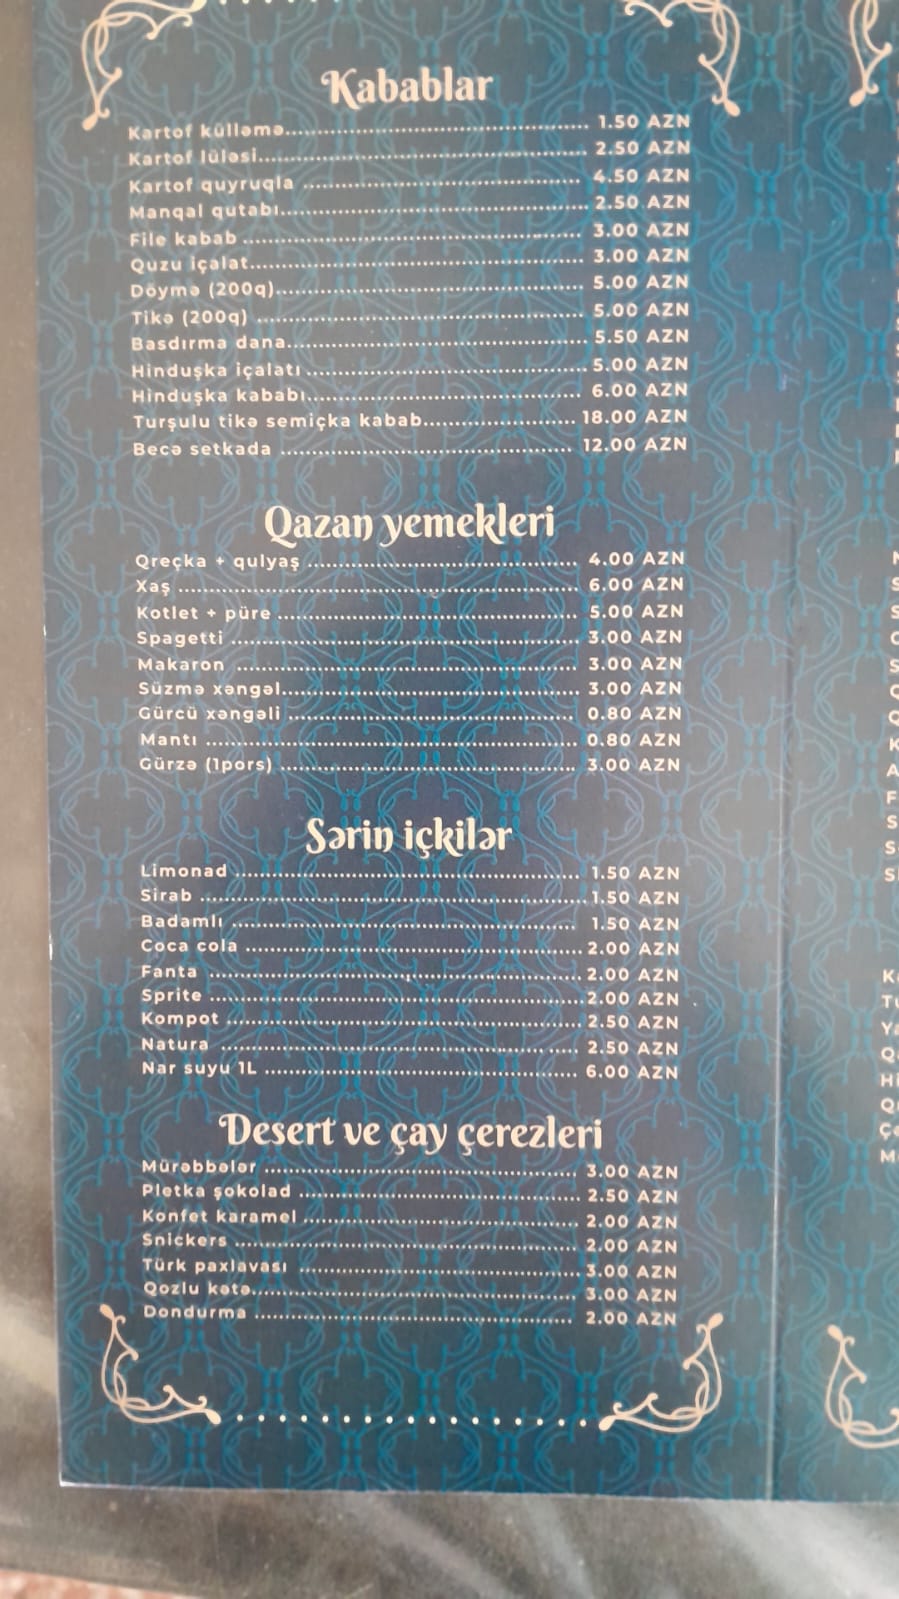 Kabablar
Kartof külləmə 1.50 AZN
Kartof lüləsi 2.50 AZN
Kartof quyruqla 4.50 AZN
Manqal qutabı 2.50 AZN
File kabab 3.00 AZN
Quzu içalat 3.00 AZN
Döymə (200q) 5.00 AZN
Tikə (200q) 5.00 AZN
Basdırma dana 5.50 AZN
Hinduşka içalatı 5.00 AZN
Hinduşka kababı 6.00 AZN
Turşulu tikə semiçka kabab 18.00 AZN
Becə setkada 12.00 AZN
Qazan yemekleri
Qreçka + qulyaş 4.00 AZN
Xaş 6.00 AZN
Kotlet + püre 5.00 AZN
Spagetti 3.00 AZN
Makaron 3.00 AZN
Süzmə xəngəl 3.00 AZN
Gürcü xəngəli 0.80 AZN
Mantı 0.80 AZN
Gürzə (1pors) 3.00 AZN
Sərin içkilər
Limonad 1.50 AZN
Sirab 1.50 AZN
Badamlı 1.50 AZN
Coca cola 2.00 AZN
Fanta 2.00 AZN
Sprite 2.00 AZN
Kompot 2.50 AZN
Natura 2.50 AZN
Nar suyu 1L 6.00 AZN
Desert ve çay çerezleri
Mürəbbələr 3.00 AZN
Pletka şokolad 2.50 AZN
Konfet karamel 2.00 AZN
Snickers 2.00 AZN
Türk paxlavası 3.00 AZN
Qozlu kətə 3.00 AZN
Dondurma 2.00 AZN